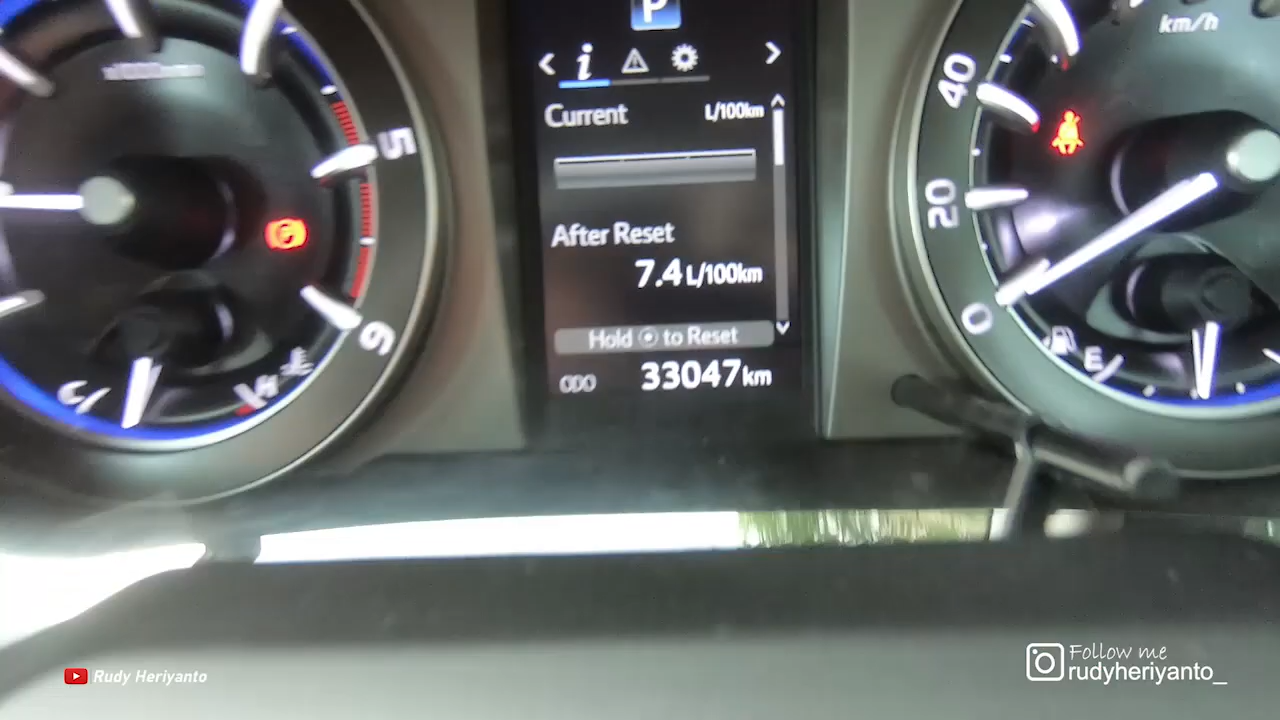 P
km/h
Current L/100km
After Reset
7.4 L/100km
Hold to Reset
ODO 33047 km
5
6
C
H
40
20
0
E
Rudy Heriyanto
Follow me
rudyheriyanto_